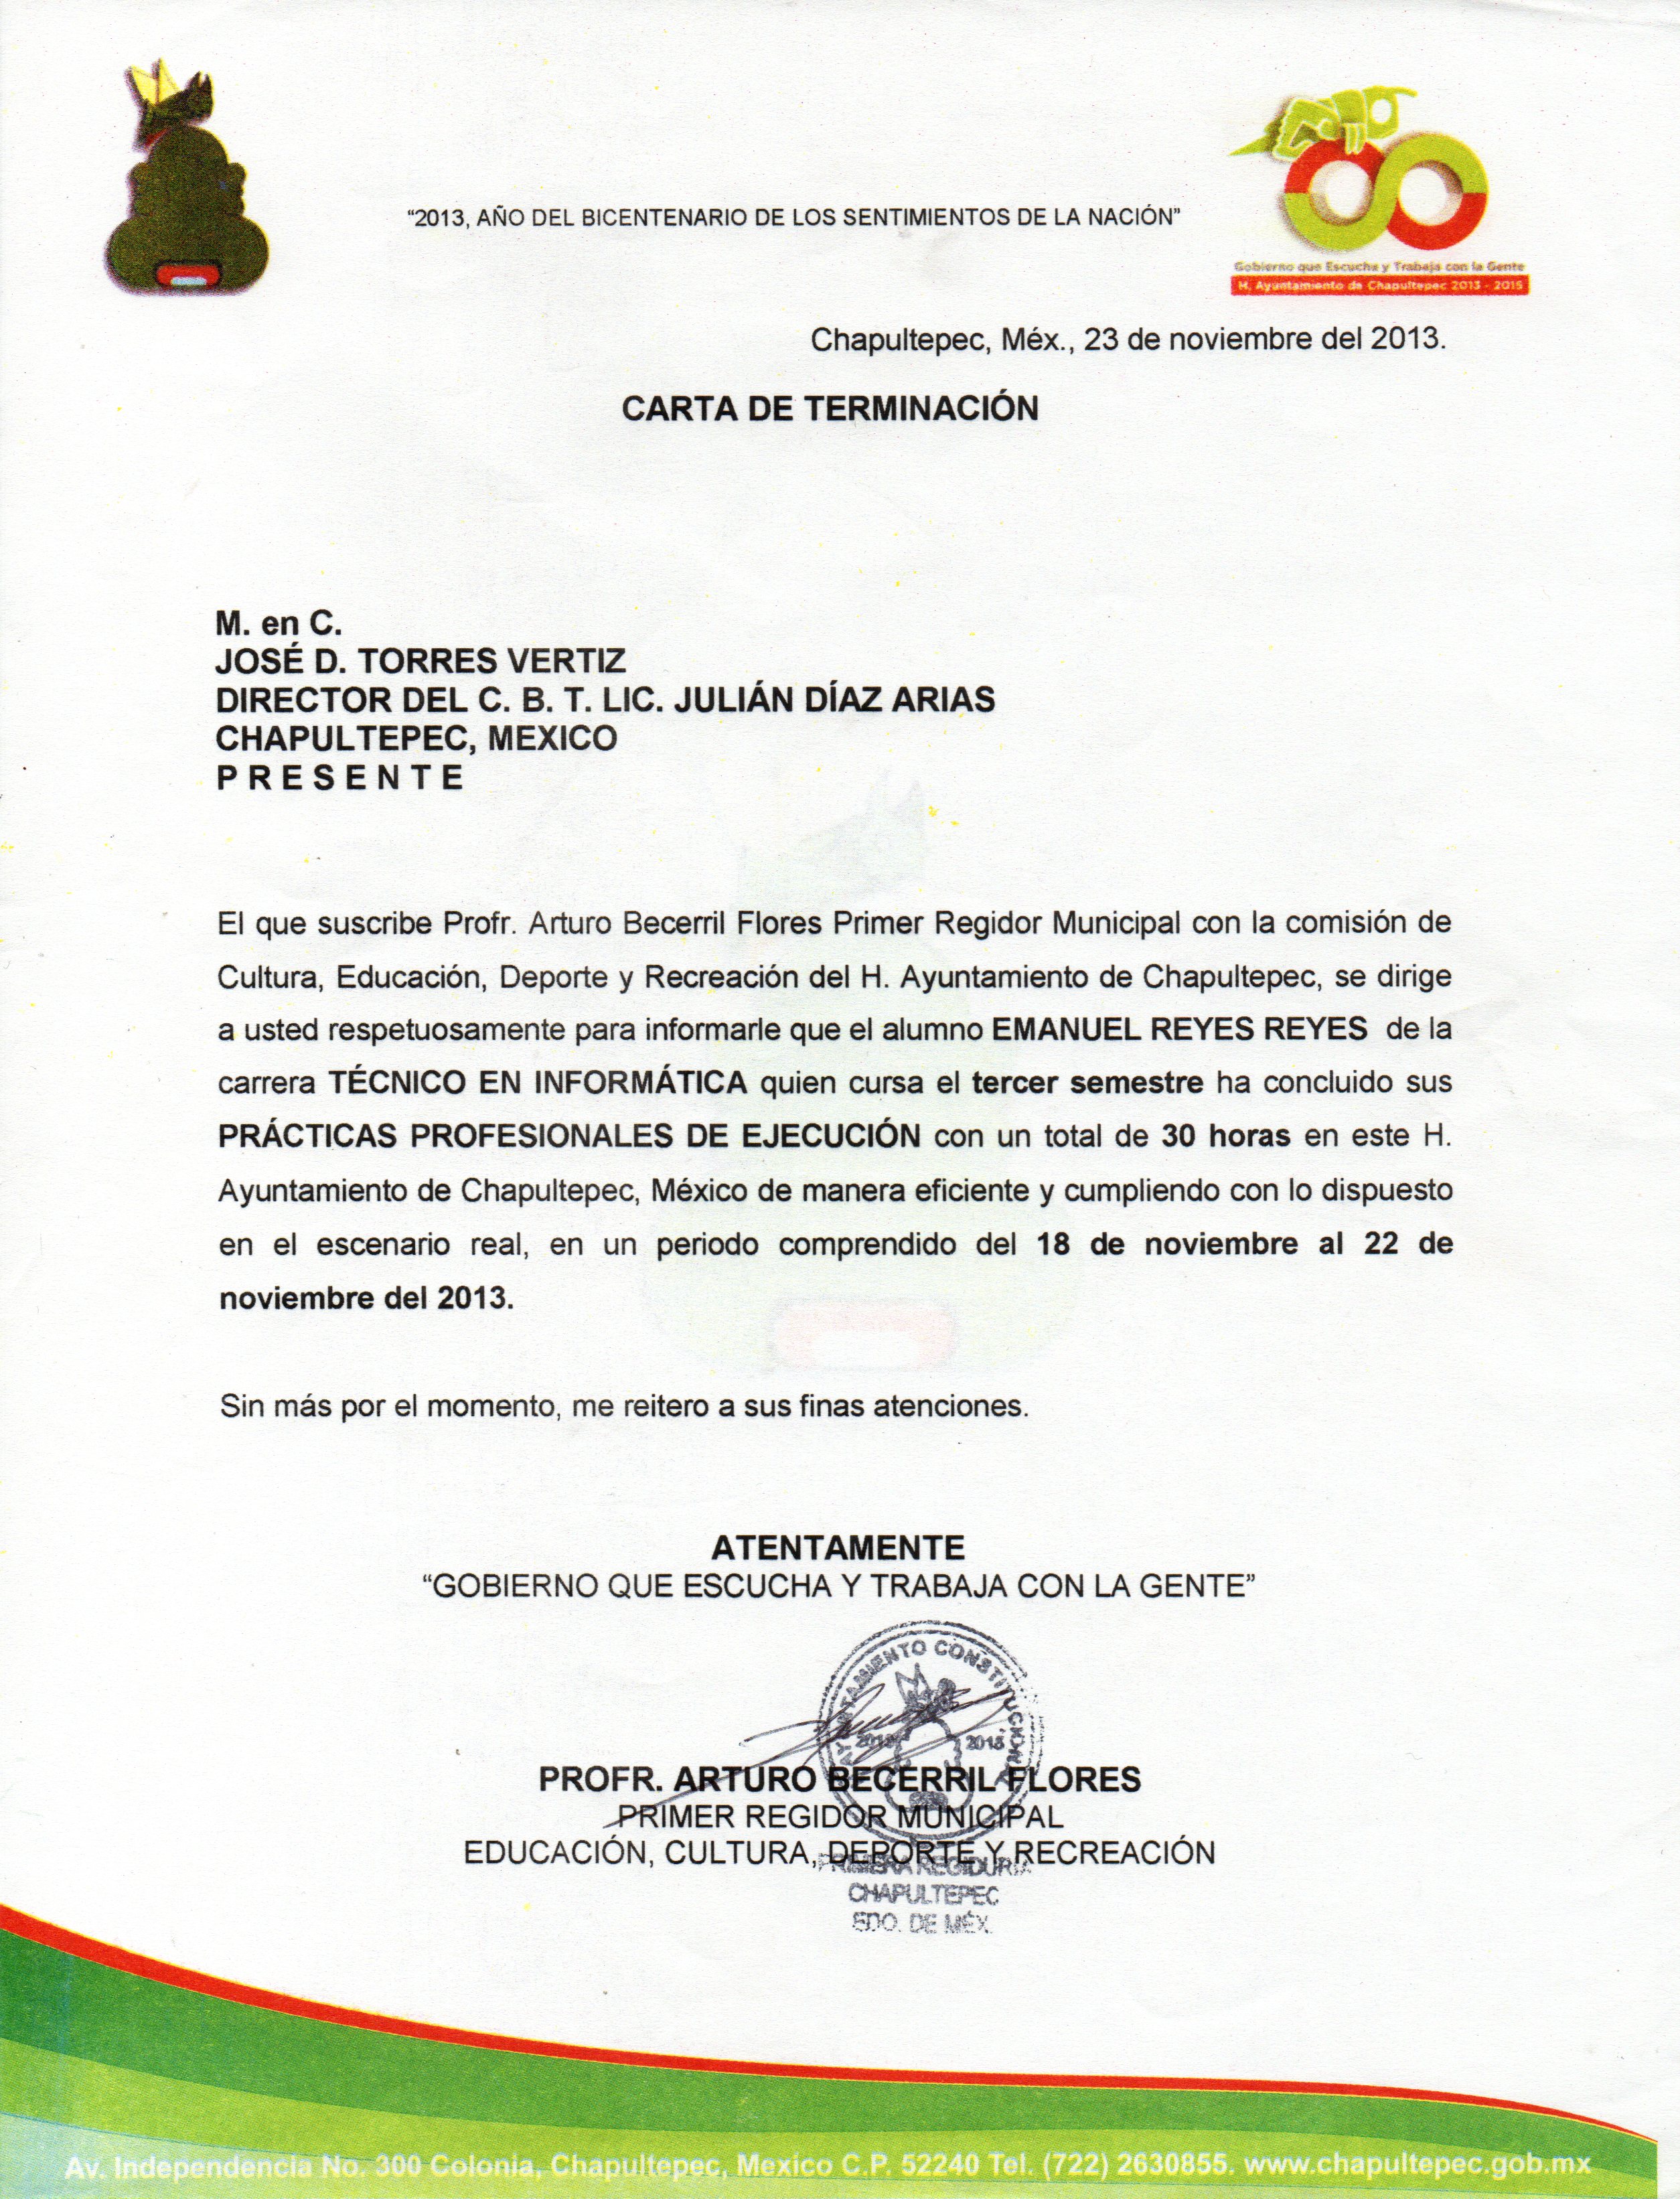 “2013, AÑO DEL BICENTENARIO DE LOS SENTIMIENTOS DE LA NACIÓN”
Gobierno que Escucha y Trabaja con la Gente
H. Ayuntamiento de Chapultepec 2013 - 2015
Chapultepec, Méx., 23 de noviembre del 2013.
CARTA DE TERMINACIÓN
M. en C.
JOSÉ D. TORRES VERTIZ
DIRECTOR DEL C. B. T. LIC. JULIÁN DÍAZ ARIAS
CHAPULTEPEC, MEXICO
P R E S E N T E
El que suscribe Profr. Arturo Becerril Flores Primer Regidor Municipal con la comisión de
Cultura, Educación, Deporte y Recreación del H. Ayuntamiento de Chapultepec, se dirige
a usted respetuosamente para informarle que el alumno EMANUEL REYES REYES de la
carrera TÉCNICO EN INFORMÁTICA quien cursa el tercer semestre ha concluido sus
PRÁCTICAS PROFESIONALES DE EJECUCIÓN con un total de 30 horas en este H.
Ayuntamiento de Chapultepec, México de manera eficiente y cumpliendo con lo dispuesto
en el escenario real, en un periodo comprendido del 18 de noviembre al 22 de
noviembre del 2013.
Sin más por el momento, me reitero a sus finas atenciones.
ATENTAMENTE
“GOBIERNO QUE ESCUCHA Y TRABAJA CON LA GENTE”
AYUNTAMIENTO CONSTITUCIONAL
2013 2015
PROFR. ARTURO BECERRIL FLORES
PRIMER REGIDOR MUNICIPAL
EDUCACIÓN, CULTURA, DEPORTE Y RECREACIÓN
PRIMERA REGIDURIA
CHAPULTEPEC
EDO. DE MÉX.
Av. Independencia No. 300 Colonia, Chapultepec, Mexico C.P. 52240 Tel. (722) 2630855. www.chapultepec.gob.mx